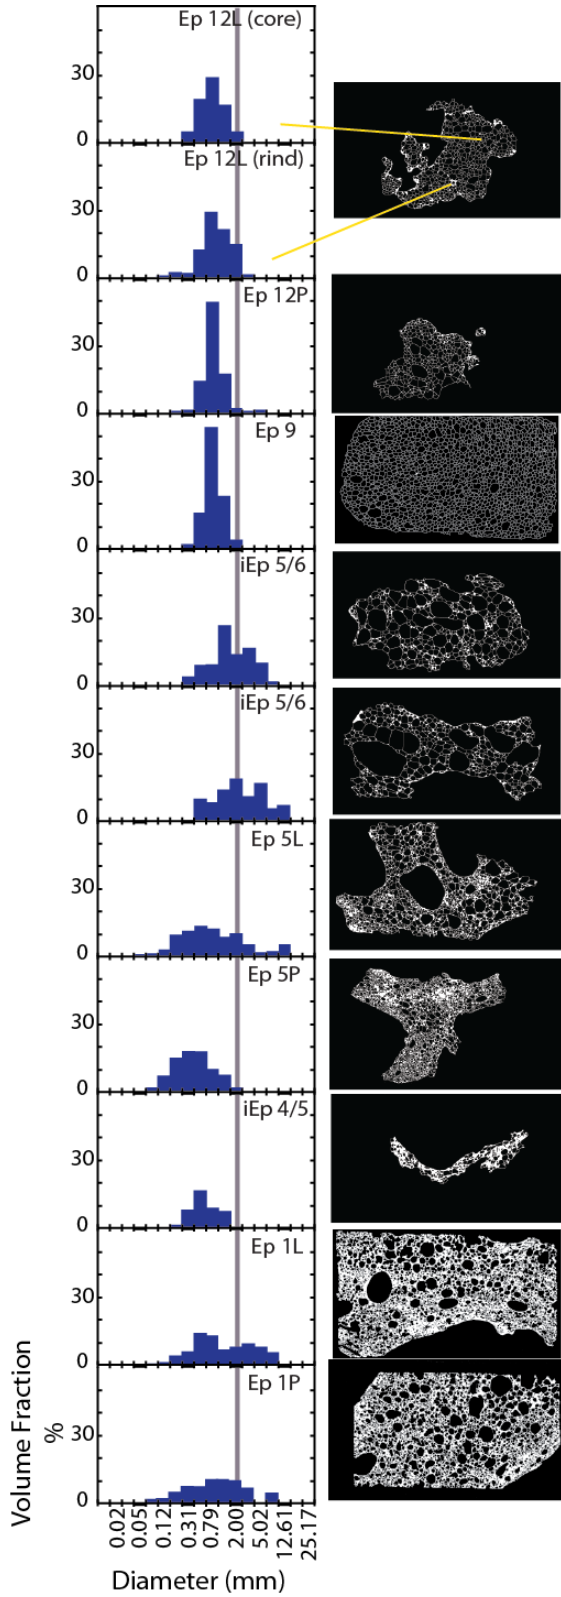 Ep 12L (core)
30
0
Ep 12L (rind)
30
0
Ep 12P
30
0
Ep 9
30
0
iEp 5/6
30
0
iEp 5/6
30
0
Ep 5L
30
0
Ep 5P
30
0
iEp 4/5
30
0
Ep 1L
30
0
Ep 1P
30
0
Volume Fraction
%
0.02
0.05
0.12
0.31
0.79
2.00
5.02
12.61
25.17
Diameter (mm)